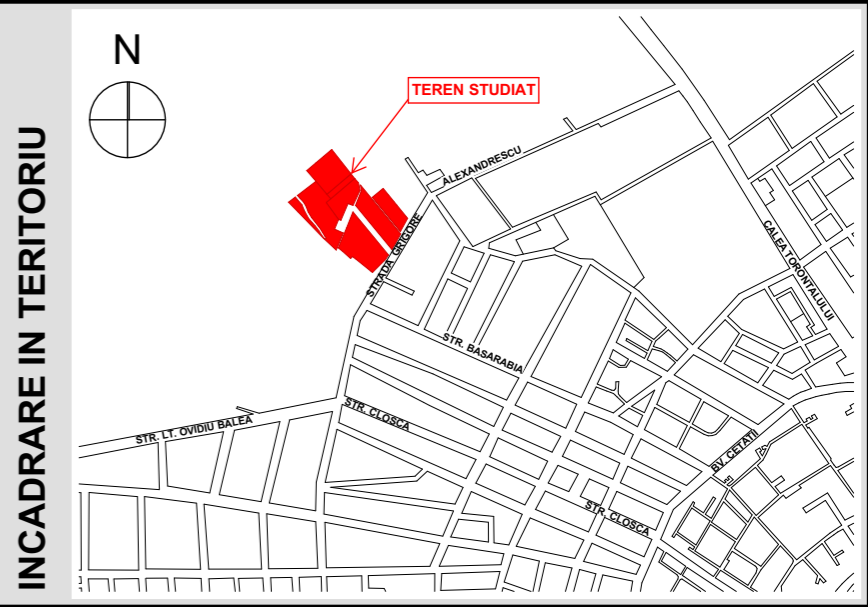 INCADRARE IN TERITORIU
N
TEREN STUDIAT
ALEXANDRESCU
STRADA GRIGORE
CALEA TORONTALULUI
STR. BASARABIA
STR. CLOSCA
STR. LT. OVIDIU BALEA
BV. CETATII
STR. CLOSCA